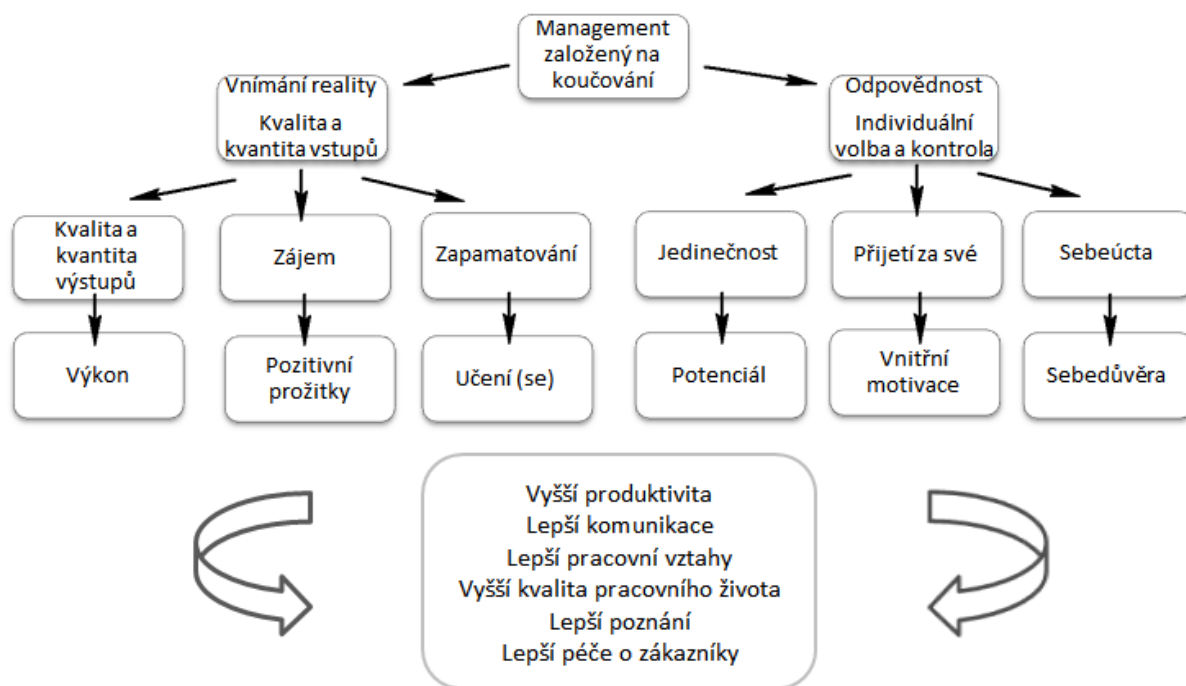 Management
založený na
koučování
Vnímání reality
Kvalita a
kvantita vstupů
Odpovědnost
Individuální
volba a kontrola
Kvalita a
kvantita
výstupů
Zájem
Zapamatování
Jedinečnost
Přijetí za své
Sebeúcta
Výkon
Pozitivní
prožitky
Učení (se)
Potenciál
Vnitřní
motivace
Sebedůvěra
Vyšší produktivita
Lepší komunikace
Lepší pracovní vztahy
Vyšší kvalita pracovního života
Lepší poznání
Lepší péče o zákazníky